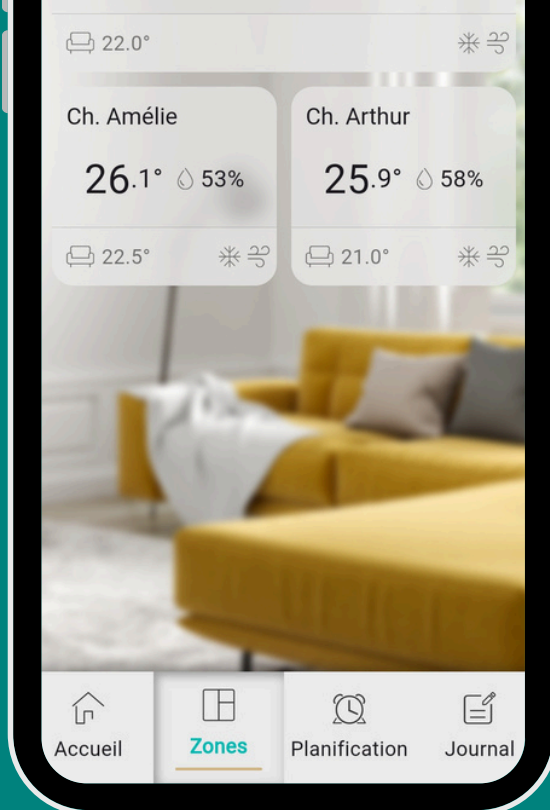 22.0°
Ch. Amélie
Ch. Arthur
26.1° 53%
25.9° 58%
22.5°
21.0°
Accueil
Zones
Planification
Journal